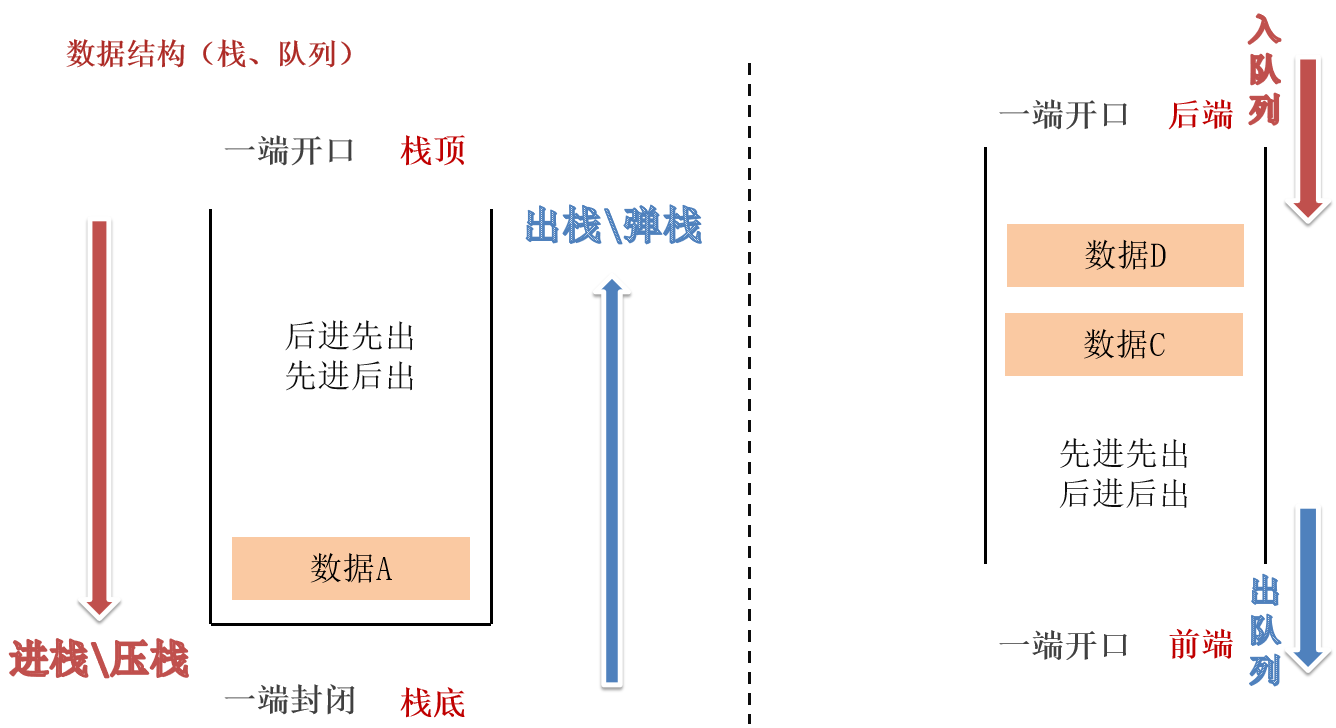 数据结构（栈、队列）
一端开口 栈顶
出栈\弹栈
后进先出
先进后出
数据A
进栈\压栈
一端封闭 栈底
入队列
一端开口 后端
数据D
数据C
先进先出
后进后出
出队列
一端开口 前端